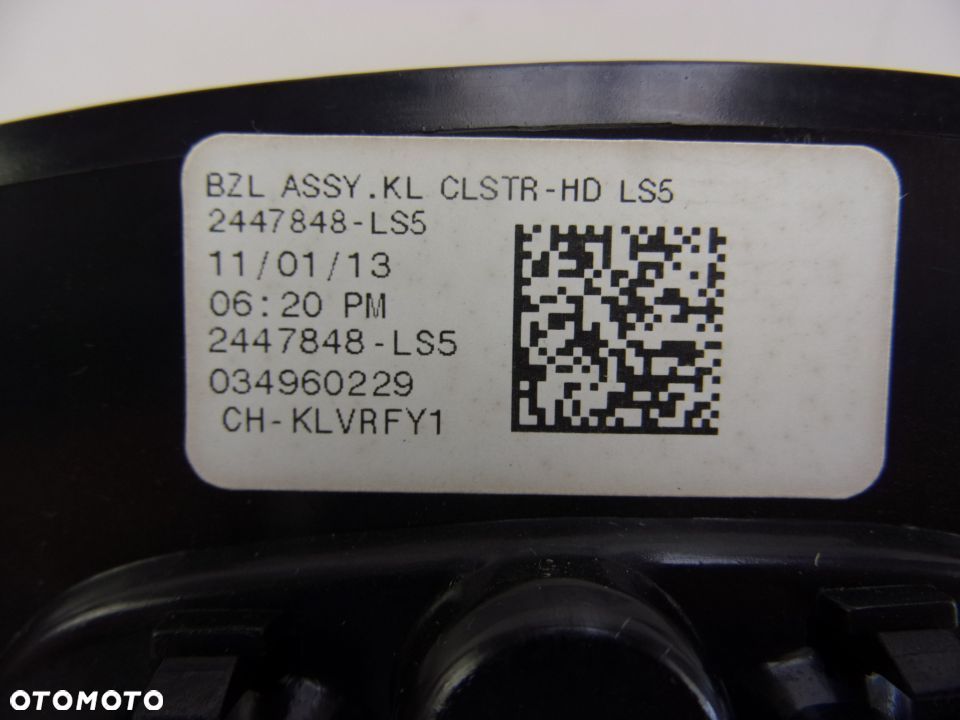 BZL ASSY.KL CLSTR-HD LS5
2447848-LS5
11/01/13
06:20 PM
2447848-LS5
034960229
CH-KLVRFY1
OTOMOTO